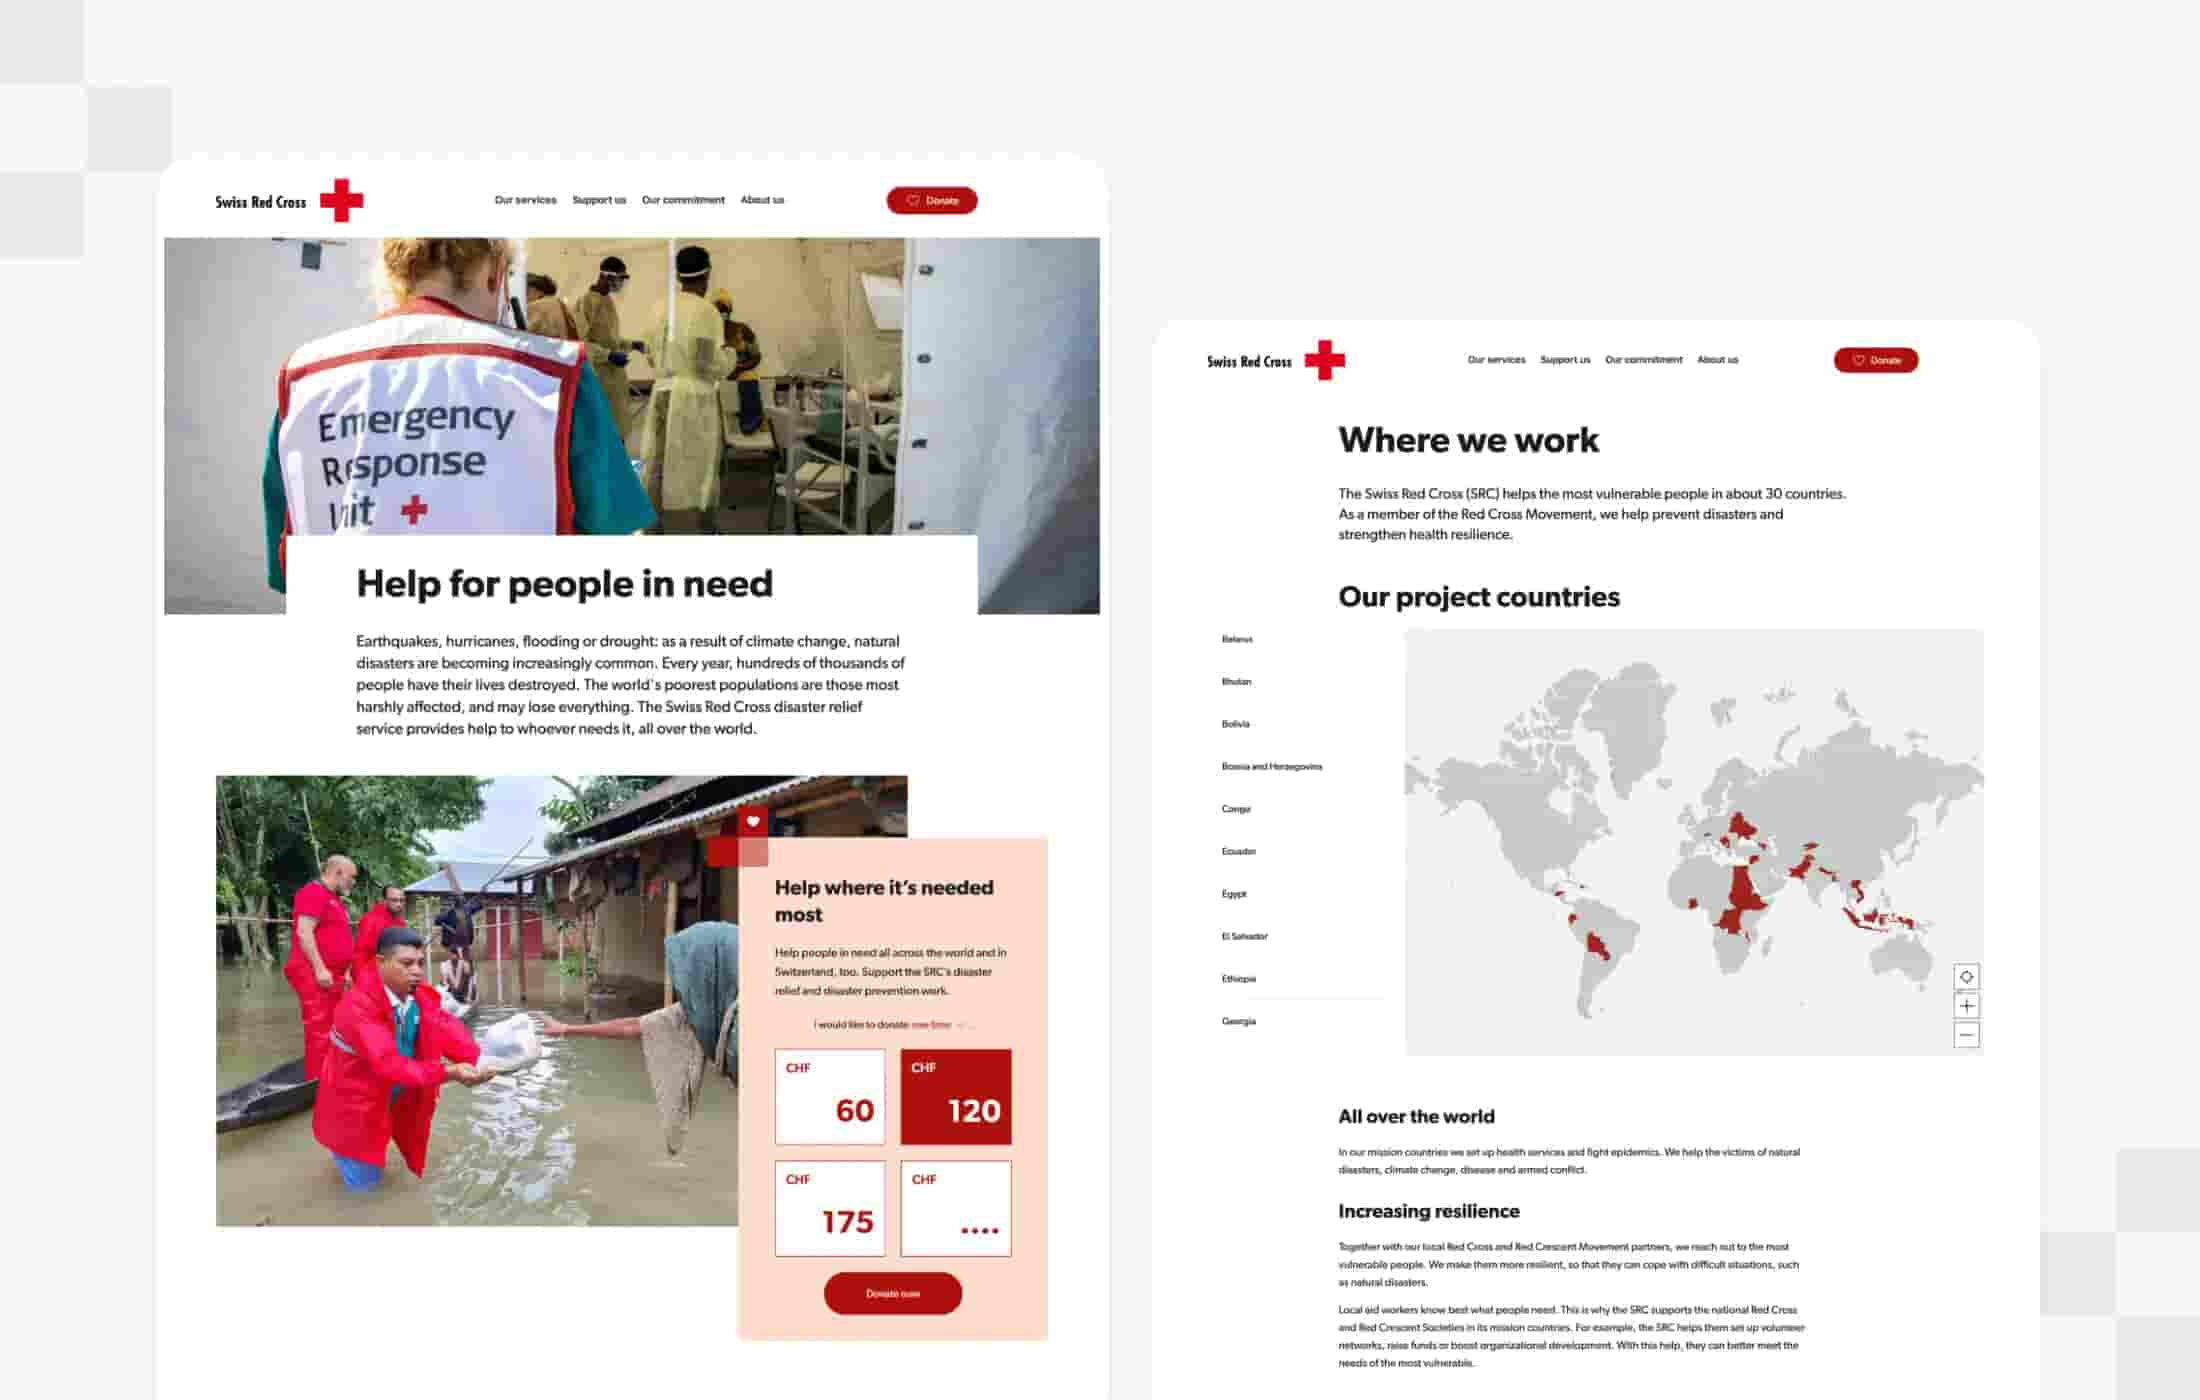 Swiss Red Cross
Our services Support us Our commitment About us
Donate
Emergency
Response
Unit
Help for people in need
Earthquakes, hurricanes, flooding or drought: as a result of climate change, natural
disasters are becoming increasingly common. Every year, hundreds of thousands of
people have their lives destroyed. The world's poorest populations are those most
harshly affected, and may lose everything. The Swiss Red Cross disaster relief
service provides help to whoever needs it, all over the world.
Help where it's needed
most
Help people in need all across the world and in
Switzerland, too. Support the SRC's disaster
relief and disaster prevention work.
I would like to donate one time
CHF
60
CHF
120
CHF
175
CHF
....
Donate now
Swiss Red Cross
Our services Support us Our commitment About us
Donate
Where we work
The Swiss Red Cross (SRC) helps the most vulnerable people in about 30 countries.
As a member of the Red Cross Movement, we help prevent disasters and
strengthen health resilience.
Our project countries
Belarus
Bhutan
Bolivia
Bosnia and Herzegovina
Congo
Ecuador
Egypt
El Salvador
Ethiopia
Georgia
All over the world
In our mission countries we set up health services and fight epidemics. We help the victims of natural
disasters, climate change, disease and armed conflict.
Increasing resilience
Together with our local Red Cross and Red Crescent Movement partners, we reach out to the most
vulnerable people. We make them more resilient, so that they can cope with difficult situations, such
as natural disasters.
Local aid workers know best what people need. This is why the SRC supports the national Red Cross
and Red Crescent Societies in its mission countries. For example, the SRC helps them set up volunteer
networks, raise funds or boost organizational development. With this help, they can better meet the
needs of the most vulnerable.